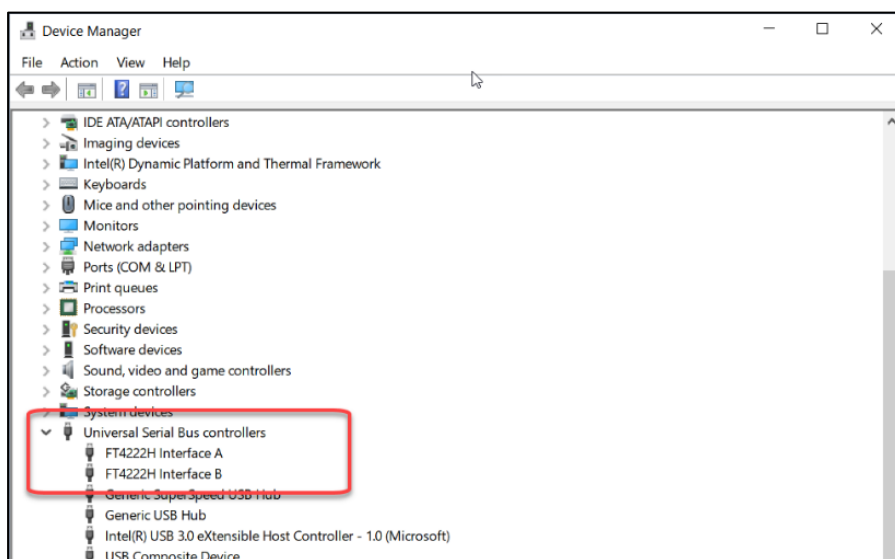 Device Manager
File Action View Help
IDE ATA/ATAPI controllers
Imaging devices
Intel(R) Dynamic Platform and Thermal Framework
Keyboards
Mice and other pointing devices
Monitors
Network adapters
Ports (COM & LPT)
Print queues
Processors
Security devices
Software devices
Sound, video and game controllers
Storage controllers
System devices
Universal Serial Bus controllers
FT4222H Interface A
FT4222H Interface B
Generic SuperSpeed USB Hub
Generic USB Hub
Intel(R) USB 3.0 eXtensible Host Controller - 1.0 (Microsoft)
USB Composite Device